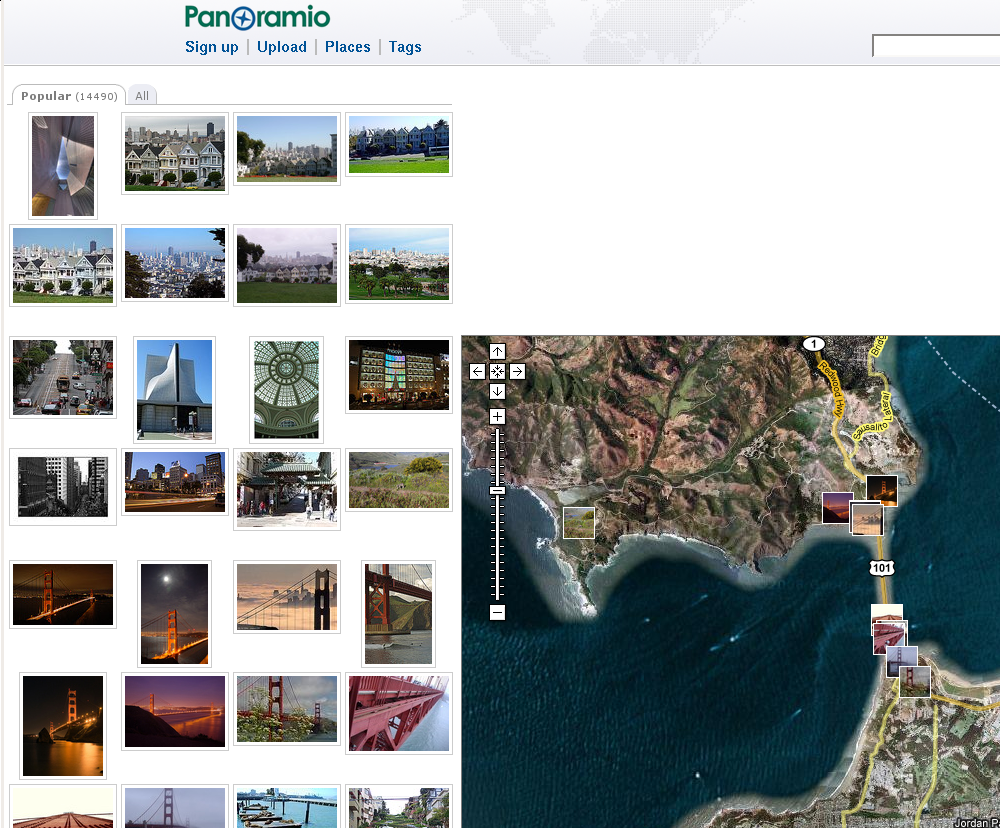 Panoramio
Sign up | Upload | Places | Tags
Popular (14490) All
1
Redwood Hwy
Sausalito Lateral
101
Jordan P